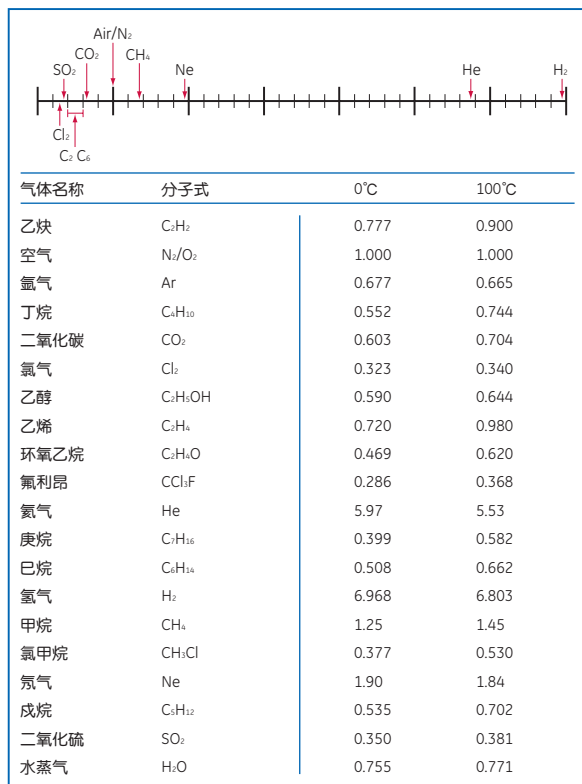 Air/N₂
CO₂ CH₄
SO₂ Ne He H₂
Cl₂
C₂ C₆
气体名称 分子式 0℃ 100℃
乙炔 C₂H₂ 0.777 0.900
空气 N₂/O₂ 1.000 1.000
氩气 Ar 0.677 0.665
丁烷 C₄H₁₀ 0.552 0.744
二氧化碳 CO₂ 0.603 0.704
氯气 Cl₂ 0.323 0.340
乙醇 C₂H₅OH 0.590 0.644
乙烯 C₂H₄ 0.720 0.980
环氧乙烷 C₂H₄O 0.469 0.620
氟利昂 CCl₃F 0.286 0.368
氦气 He 5.97 5.53
庚烷 C₇H₁₆ 0.399 0.582
巳烷 C₆H₁₄ 0.508 0.662
氢气 H₂ 6.968 6.803
甲烷 CH₄ 1.25 1.45
氯甲烷 CH₃Cl 0.377 0.530
氖气 Ne 1.90 1.84
戍烷 C₅H₁₂ 0.535 0.702
二氧化硫 SO₂ 0.350 0.381
水蒸气 H₂O 0.755 0.771